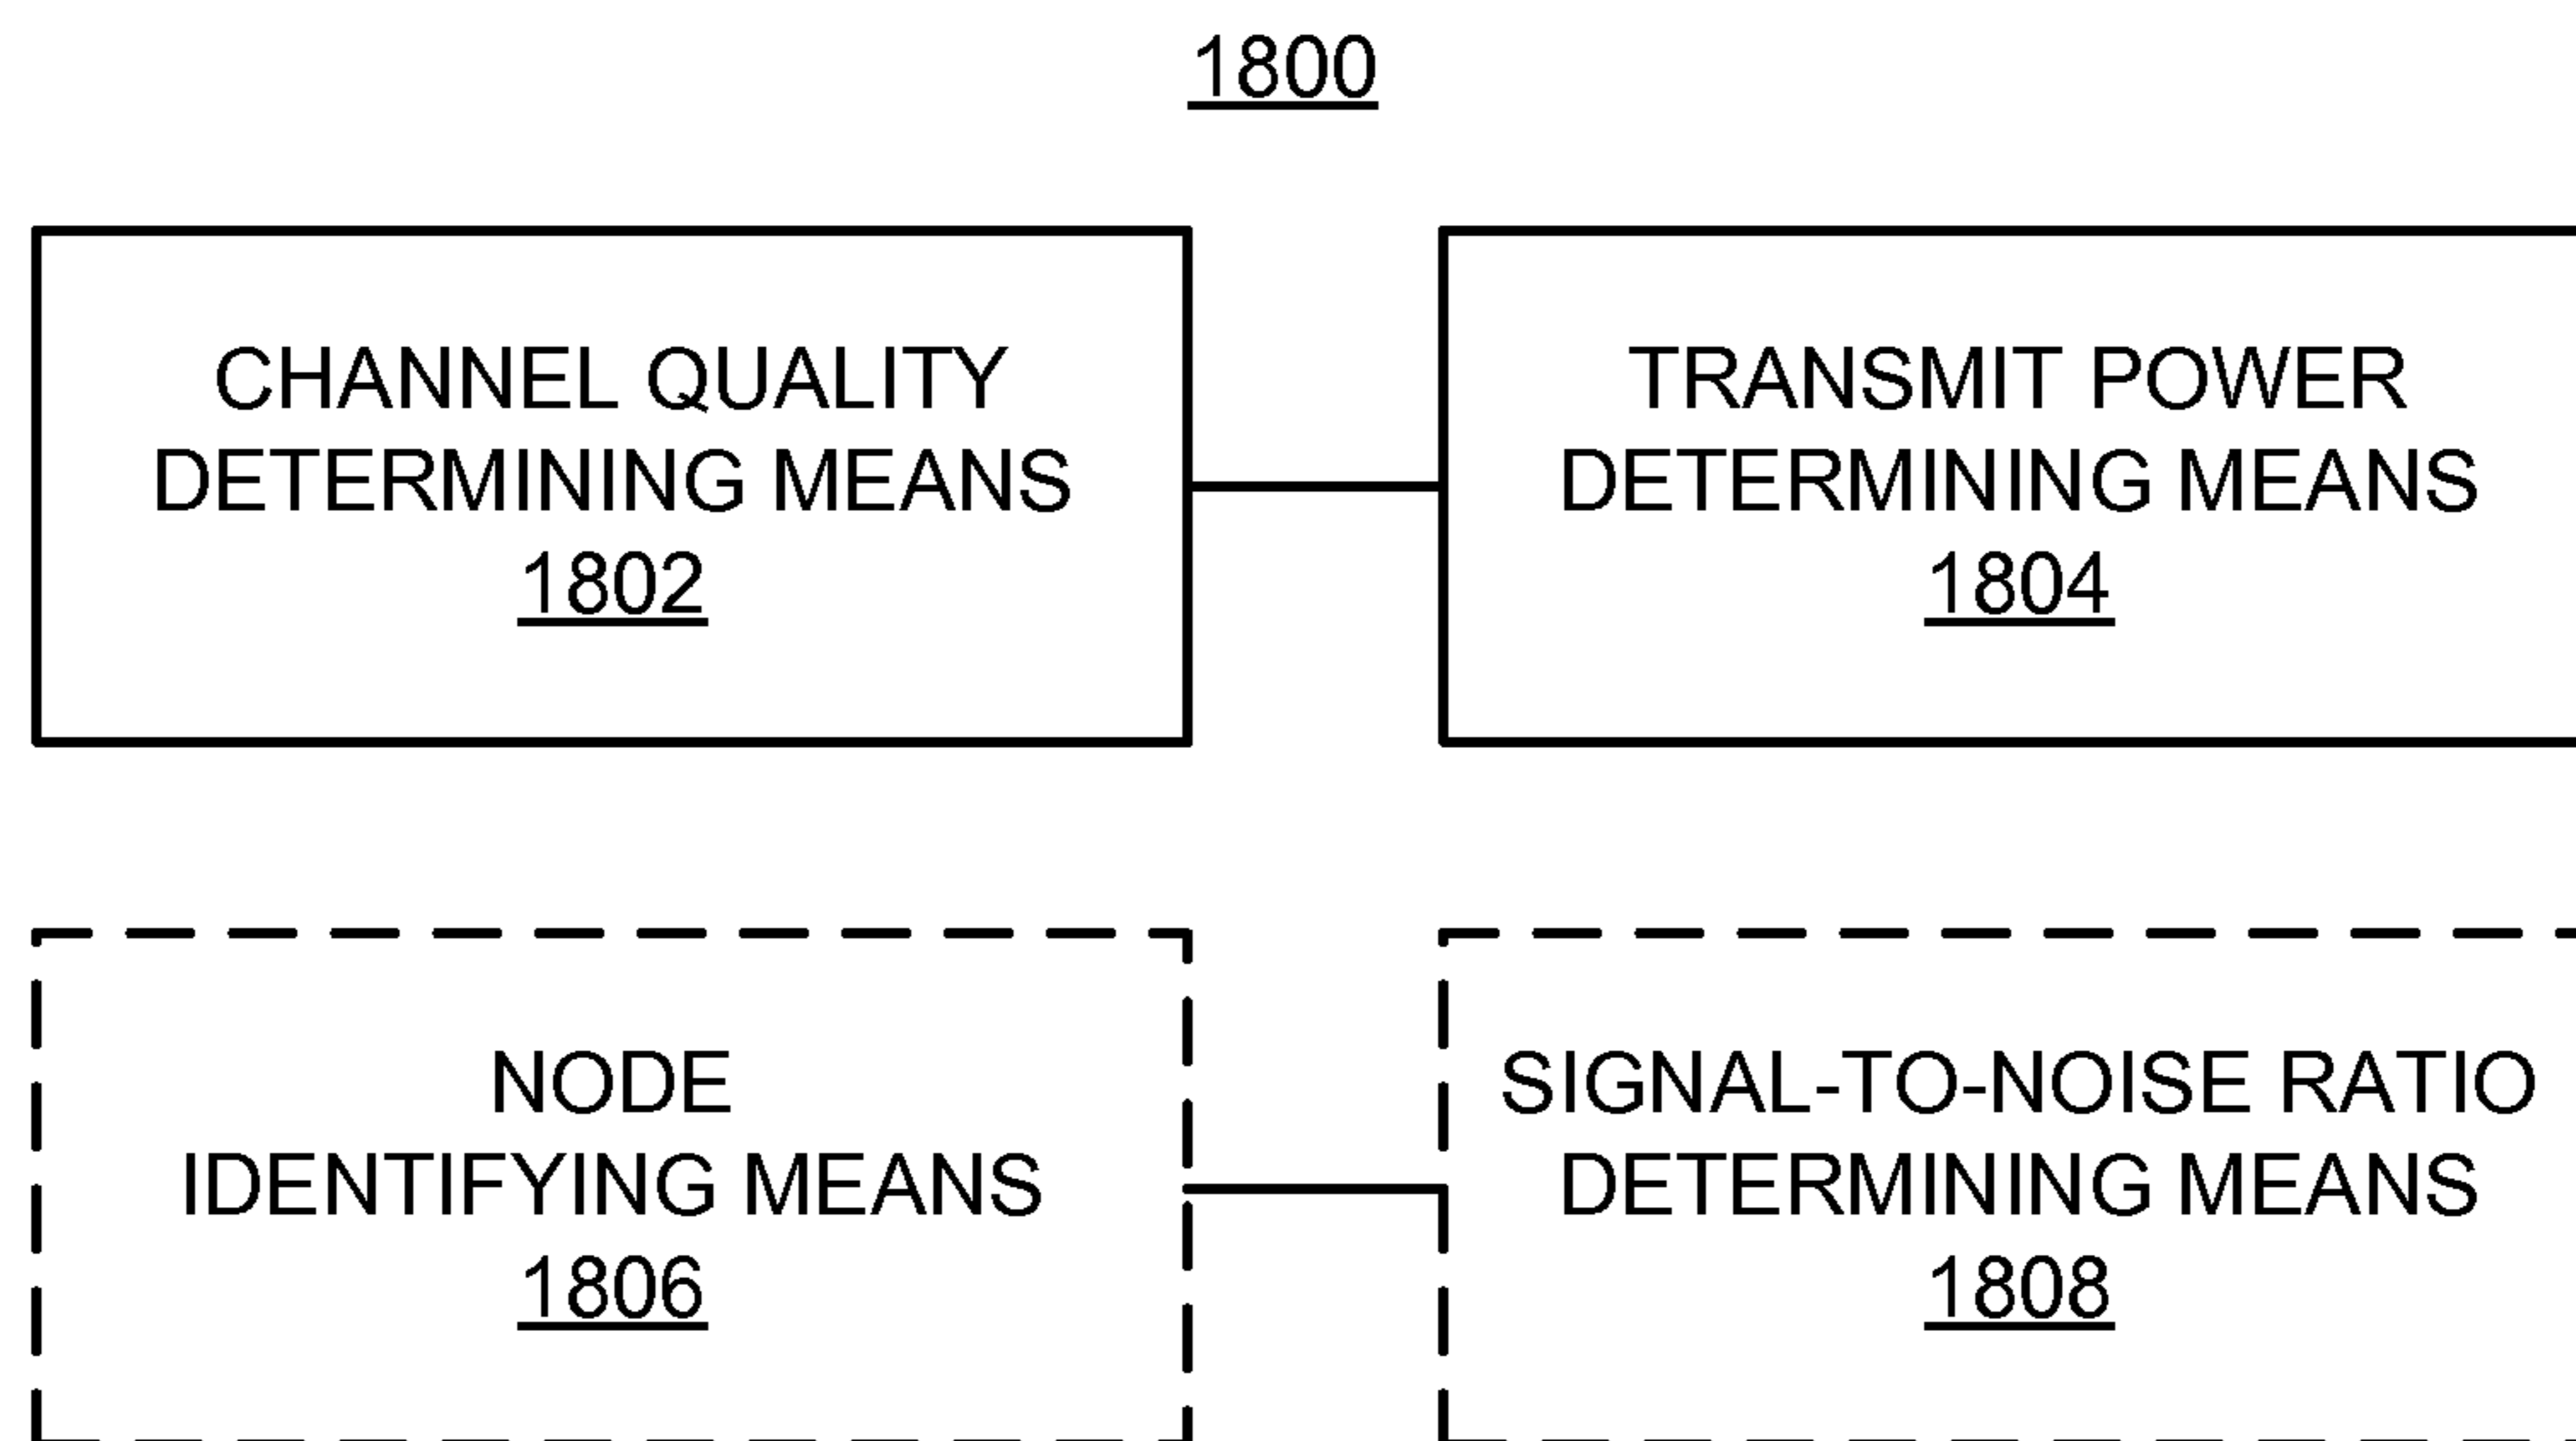 1800
CHANNEL QUALITY
DETERMINING MEANS
1802
TRANSMIT POWER
DETERMINING MEANS
1804
NODE
IDENTIFYING MEANS
1806
SIGNAL-TO-NOISE RATIO
DETERMINING MEANS
1808